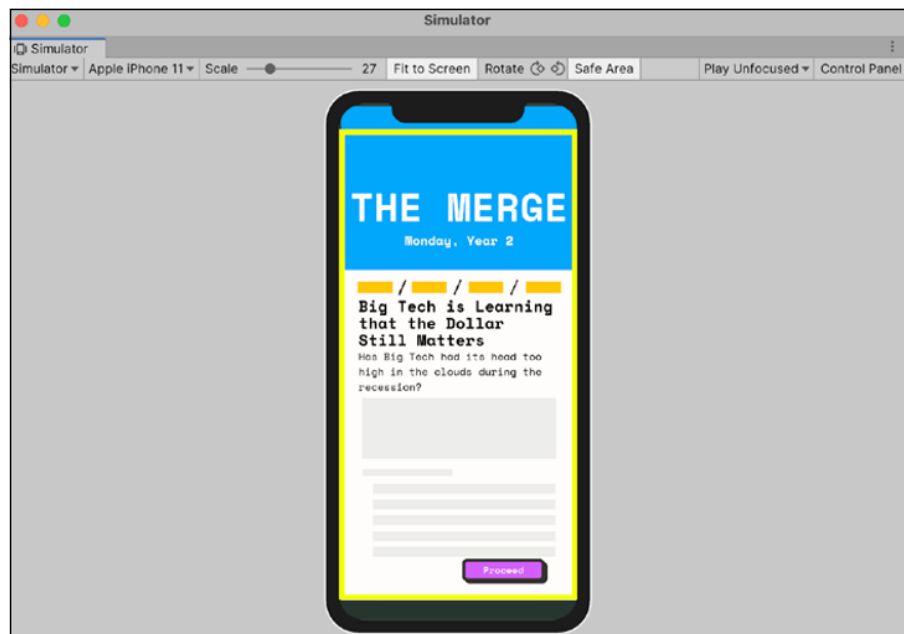 Simulator
Simulator
Simulator Apple iPhone 11 Scale 27 Fit to Screen Rotate Safe Area Play Unfocused Control Panel
THE MERGE
Monday, Year 2
/ / /
Big Tech is Learning
that the Dollar
Still Matters
Has Big Tech had its head too
high in the clouds during the
recession?
Proceed